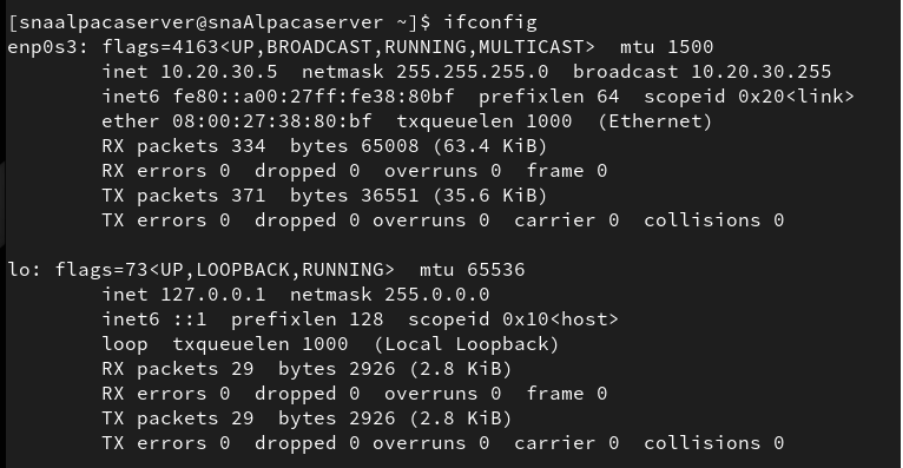 [snaalpacaserver@snaAlpacaserver ~]$ ifconfig
enp0s3: flags=4163<UP,BROADCAST,RUNNING,MULTICAST>  mtu 1500
        inet 10.20.30.5  netmask 255.255.255.0  broadcast 10.20.30.255
        inet6 fe80::a00:27ff:fe38:80bf  prefixlen 64  scopeid 0x20<link>
        ether 08:00:27:38:80:bf  txqueuelen 1000  (Ethernet)
        RX packets 334  bytes 65008 (63.4 KiB)
        RX errors 0  dropped 0  overruns 0  frame 0
        TX packets 371  bytes 36551 (35.6 KiB)
        TX errors 0  dropped 0 overruns 0  carrier 0  collisions 0

lo: flags=73<UP,LOOPBACK,RUNNING>  mtu 65536
        inet 127.0.0.1  netmask 255.0.0.0
        inet6 ::1  prefixlen 128  scopeid 0x10<host>
        loop  txqueuelen 1000  (Local Loopback)
        RX packets 29  bytes 2926 (2.8 KiB)
        RX errors 0  dropped 0  overruns 0  frame 0
        TX packets 29  bytes 2926 (2.8 KiB)
        TX errors 0  dropped 0 overruns 0  carrier 0  collisions 0